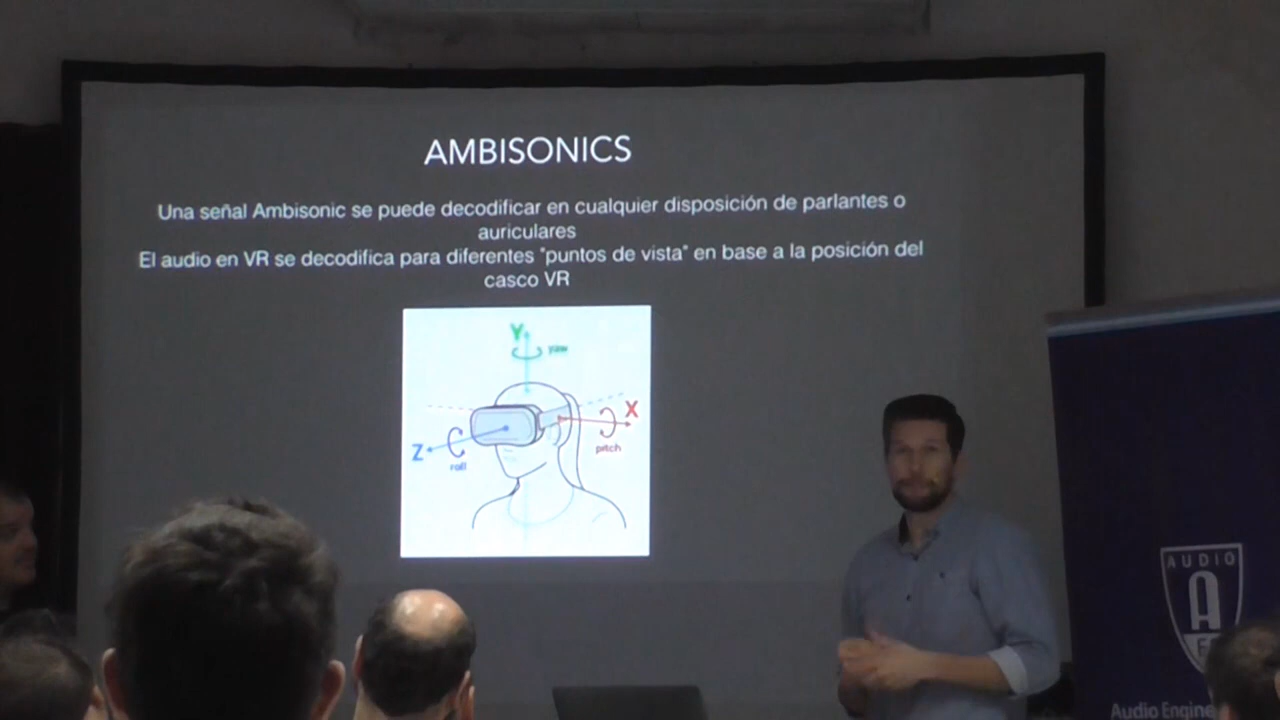 AMBISONICS
Una señal Ambisonic se puede decodificar en cualquier disposición de parlantes o
auriculares
El audio en VR se decodifica para diferentes "puntos de vista" en base a la posición del
casco VR
Y
yaw
X
pitch
Z
roll
AUDIO
A
Audio Engine